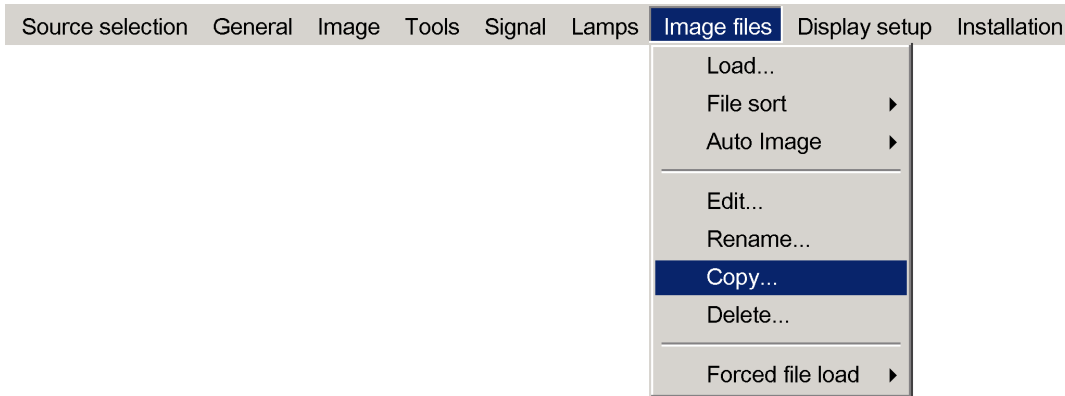 Source selection General Image Tools Signal Lamps Image files Display setup Installation
Load...
File sort
Auto Image
Edit...
Rename...
Copy...
Delete...
Forced file load